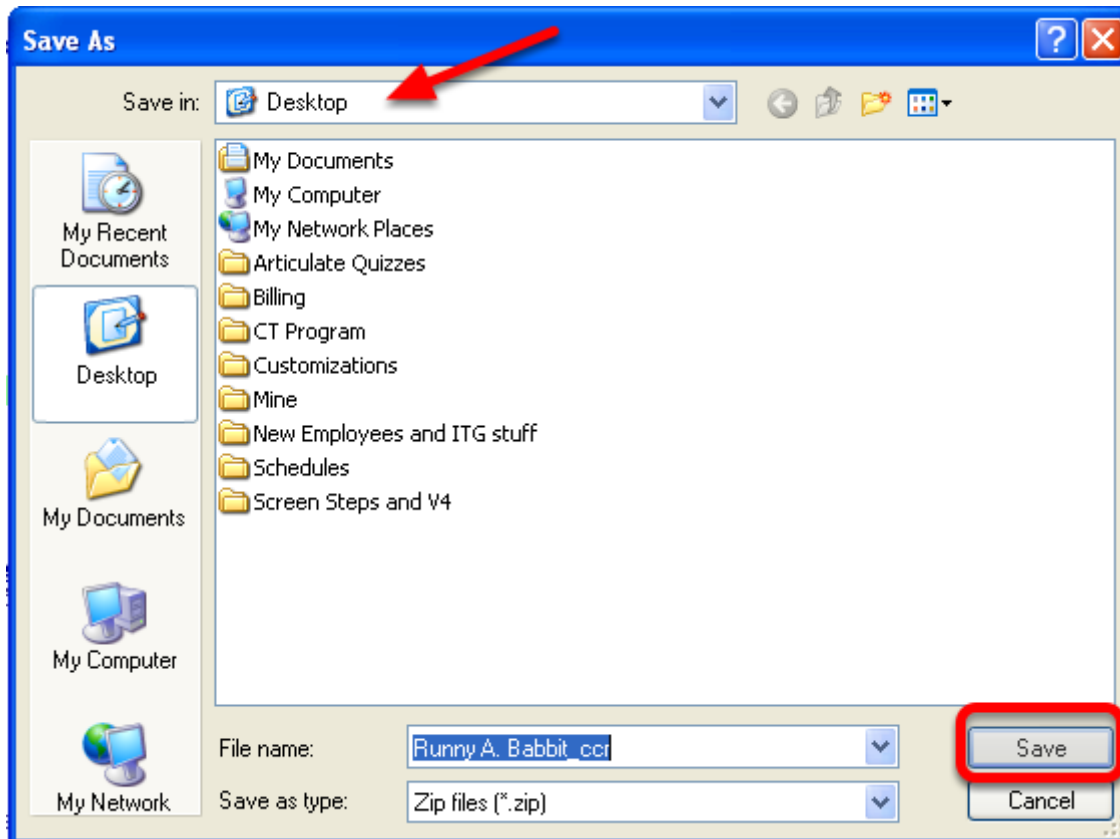 Save As
Save in:
Desktop
My Recent
Documents
Desktop
My Documents
My Computer
My Network
My Documents
My Computer
My Network Places
Articulate Quizzes
Billing
CT Program
Customizations
Mine
New Employees and ITG stuff
Schedules
Screen Steps and V4
File name:
Runny A. Babbit_ccr
Save
Save as type:
Zip files (*.zip)
Cancel